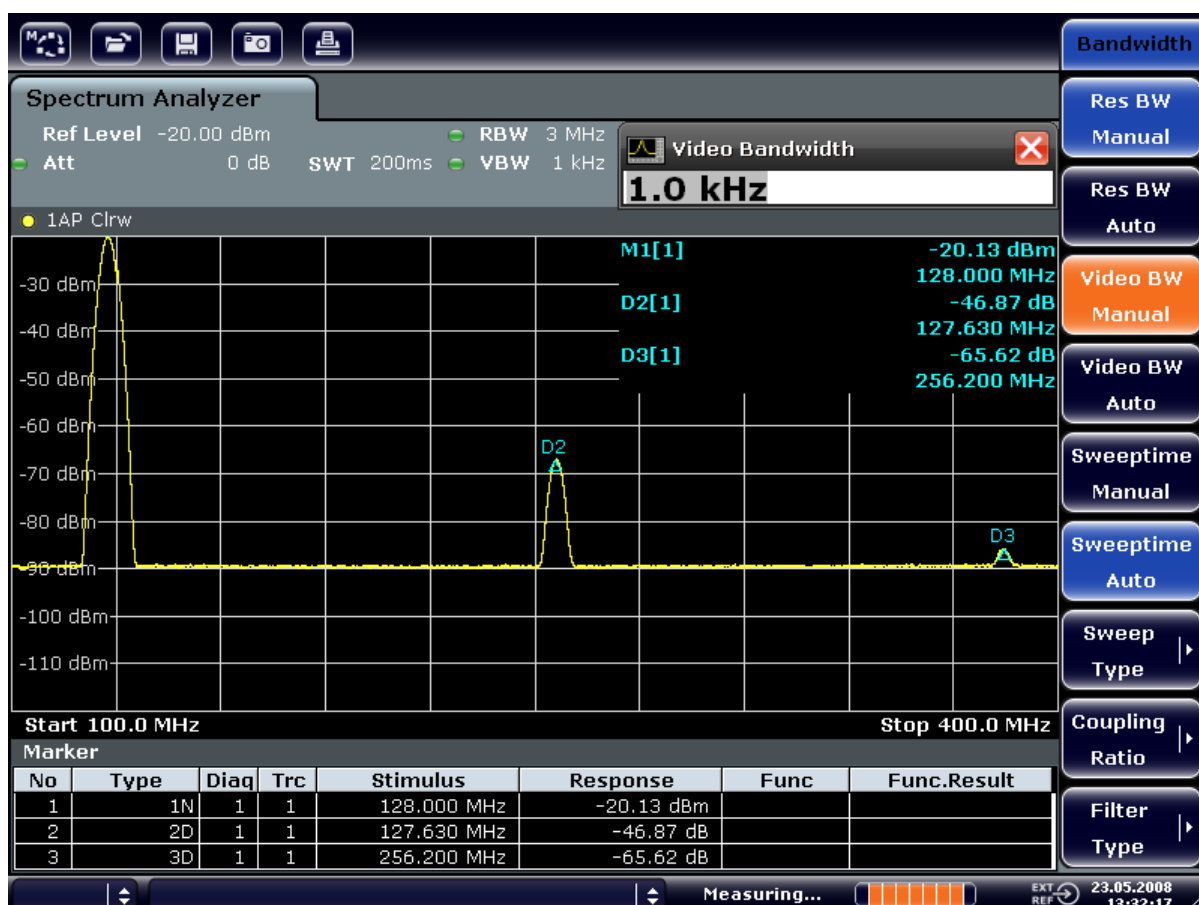 M
Bandwidth
Spectrum Analyzer
Ref Level -20.00 dBm RBW 3 MHz
Att 0 dB SWT 200ms VBW 1 kHz
Video Bandwidth
1.0 kHz
1AP Clrw
M1[1] -20.13 dBm
128.000 MHz
D2[1] -46.87 dB
127.630 MHz
D3[1] -65.62 dB
256.200 MHz
-30 dBm
-40 dBm
-50 dBm
-60 dBm
-70 dBm
-80 dBm
-90 dBm
-100 dBm
-110 dBm
D2
D3
Start 100.0 MHz Stop 400.0 MHz
Marker
No Type Diaq Trc Stimulus Response Func Func.Result
1 1N 1 1 128.000 MHz -20.13 dBm
2 2D 1 1 127.630 MHz -46.87 dB
3 3D 1 1 256.200 MHz -65.62 dB
Res BW
Manual
Res BW
Auto
Video BW
Manual
Video BW
Auto
Sweeptime
Manual
Sweeptime
Auto
Sweep
Type
Coupling
Ratio
Filter
Type
Measuring...
EXT
REF
23.05.2008
13:32:17